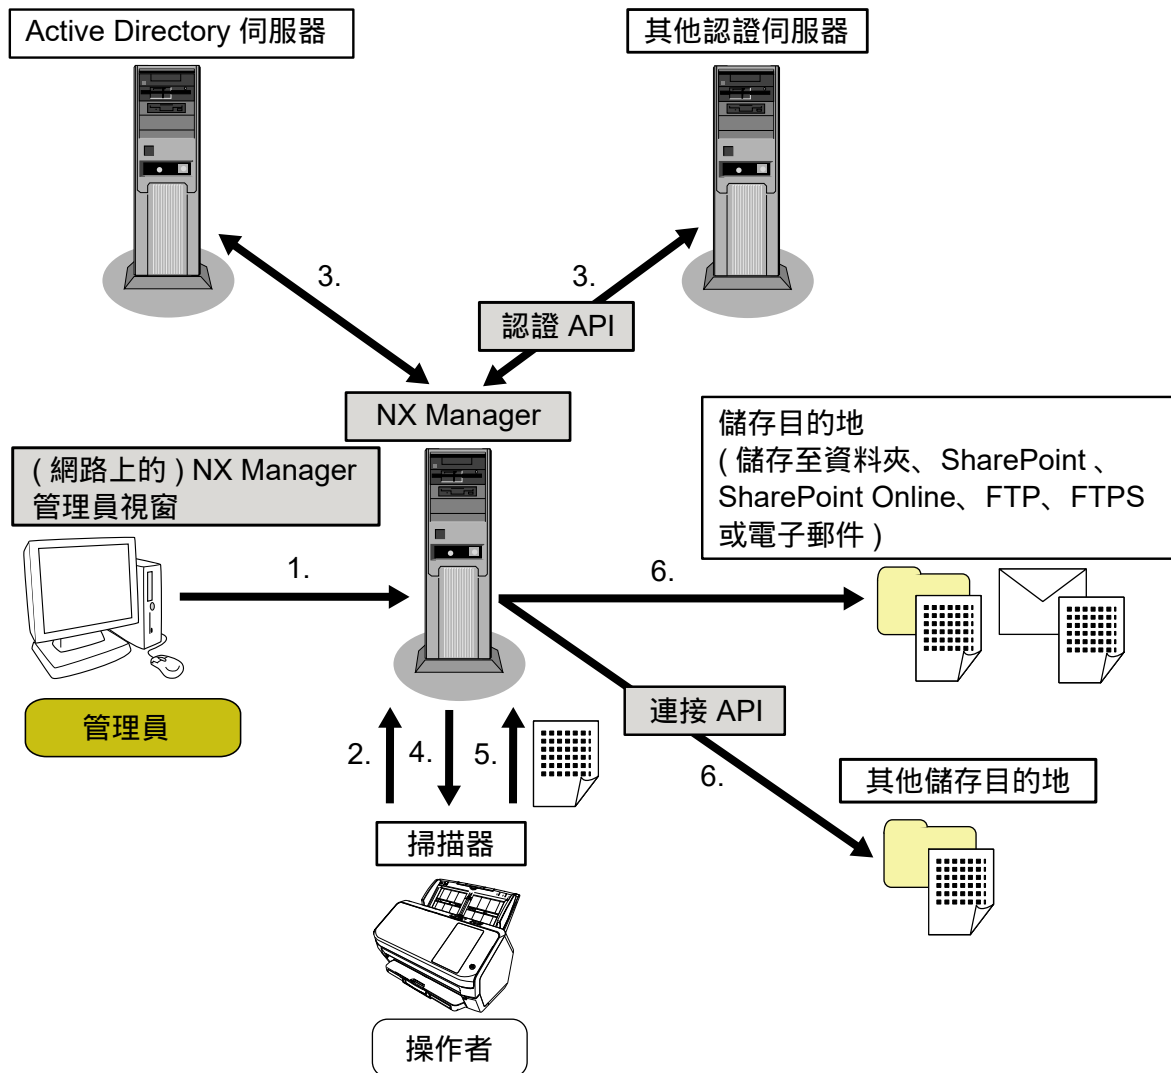 Active Directory 伺服器
其他認證伺服器
3.
3.
認證 API
NX Manager
( 網路上的 ) NX Manager
管理員視窗
儲存目的地
( 儲存至資料夾、SharePoint 、
SharePoint Online、FTP、FTPS
或電子郵件 )
1.
6.
管理員
連接 API
2.
4.
5.
6.
其他儲存目的地
掃描器
操作者